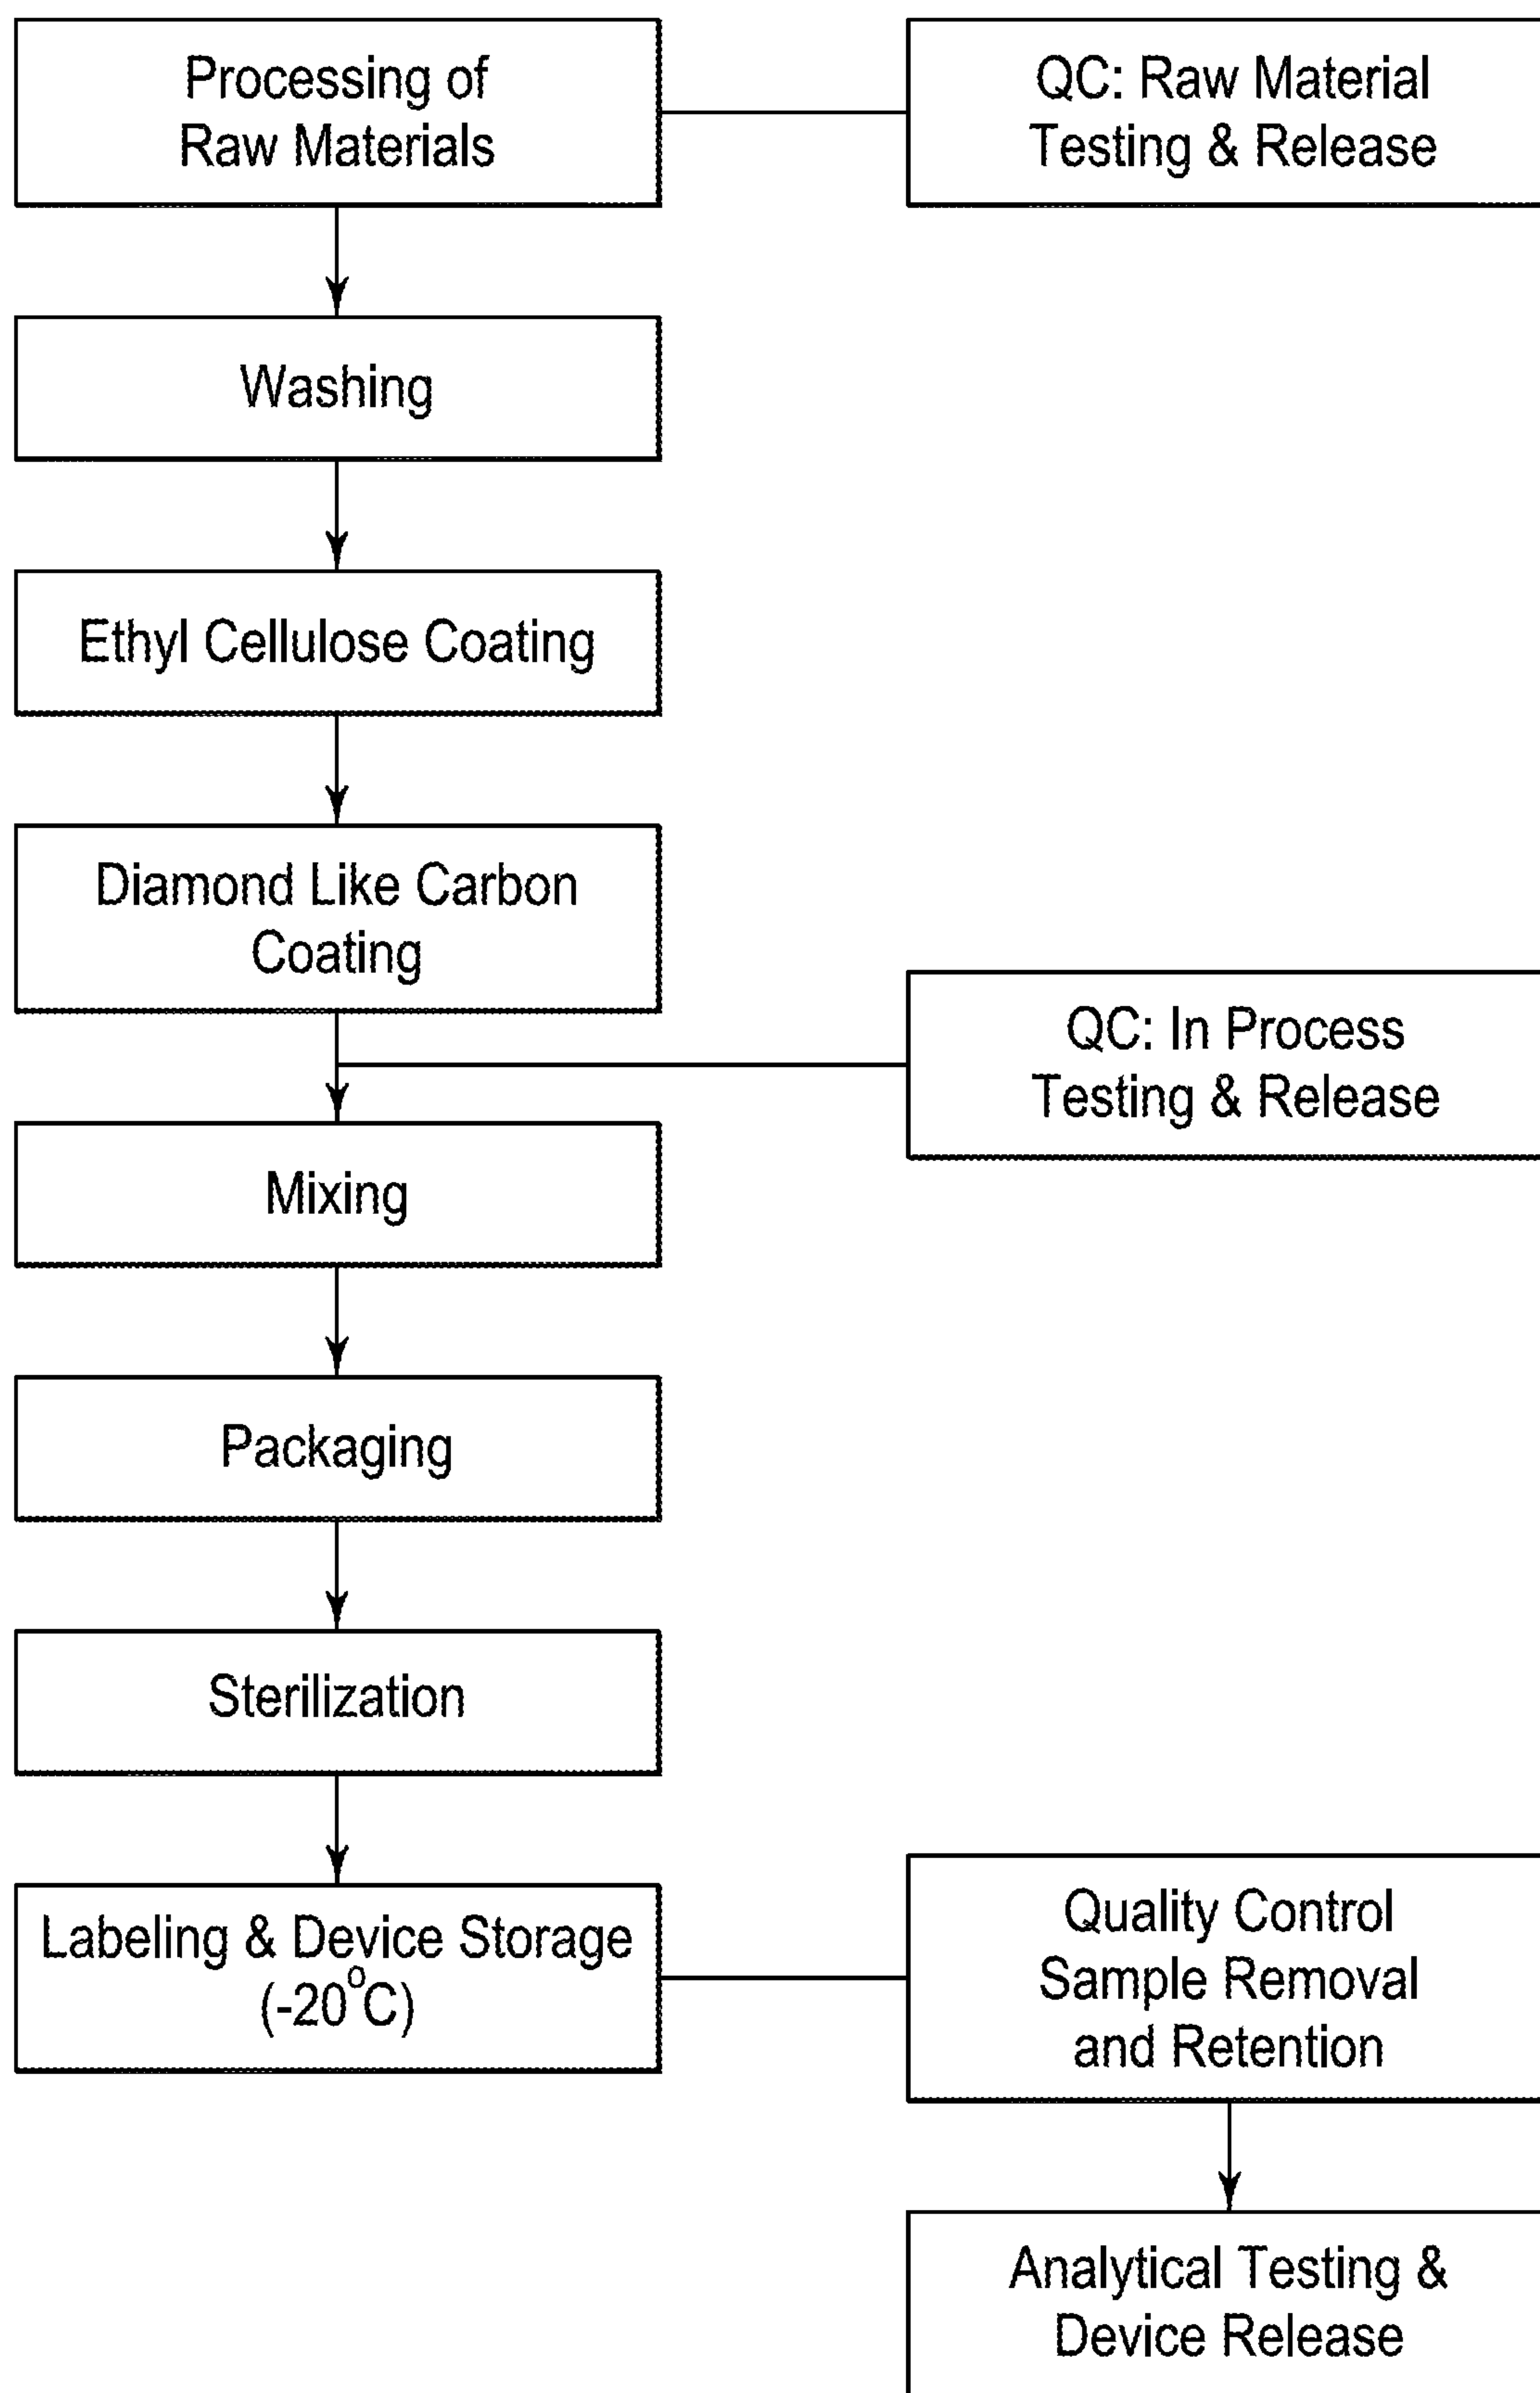 Processing of
Raw Materials
QC: Raw Material
Testing & Release
Washing
Ethyl Cellulose Coating
Diamond Like Carbon
Coating
QC: In Process
Testing & Release
Mixing
Packaging
Sterilization
Labeling & Device Storage
(-20°C)
Quality Control
Sample Removal
and Retention
Analytical Testing &
Device Release